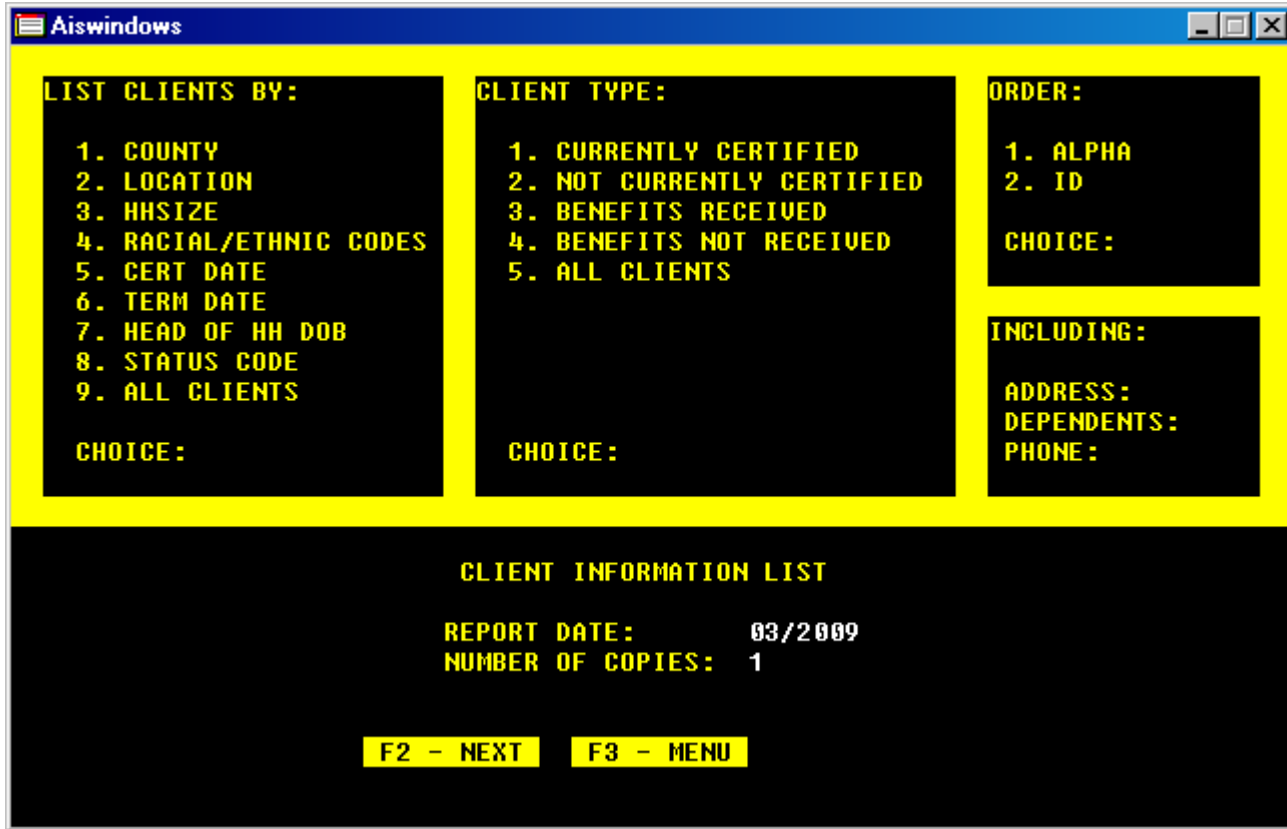 Aiswindows
LIST CLIENTS BY:
1. COUNTY
2. LOCATION
3. HHSIZE
4. RACIAL/ETHNIC CODES
5. CERT DATE
6. TERM DATE
7. HEAD OF HH DOB
8. STATUS CODE
9. ALL CLIENTS
CHOICE:
CLIENT TYPE:
1. CURRENTLY CERTIFIED
2. NOT CURRENTLY CERTIFIED
3. BENEFITS RECEIVED
4. BENEFITS NOT RECEIVED
5. ALL CLIENTS
CHOICE:
ORDER:
1. ALPHA
2. ID
CHOICE:
INCLUDING:
ADDRESS:
DEPENDENTS:
PHONE:
CLIENT INFORMATION LIST
REPORT DATE: 03/2009
NUMBER OF COPIES: 1
F2 - NEXT F3 - MENU